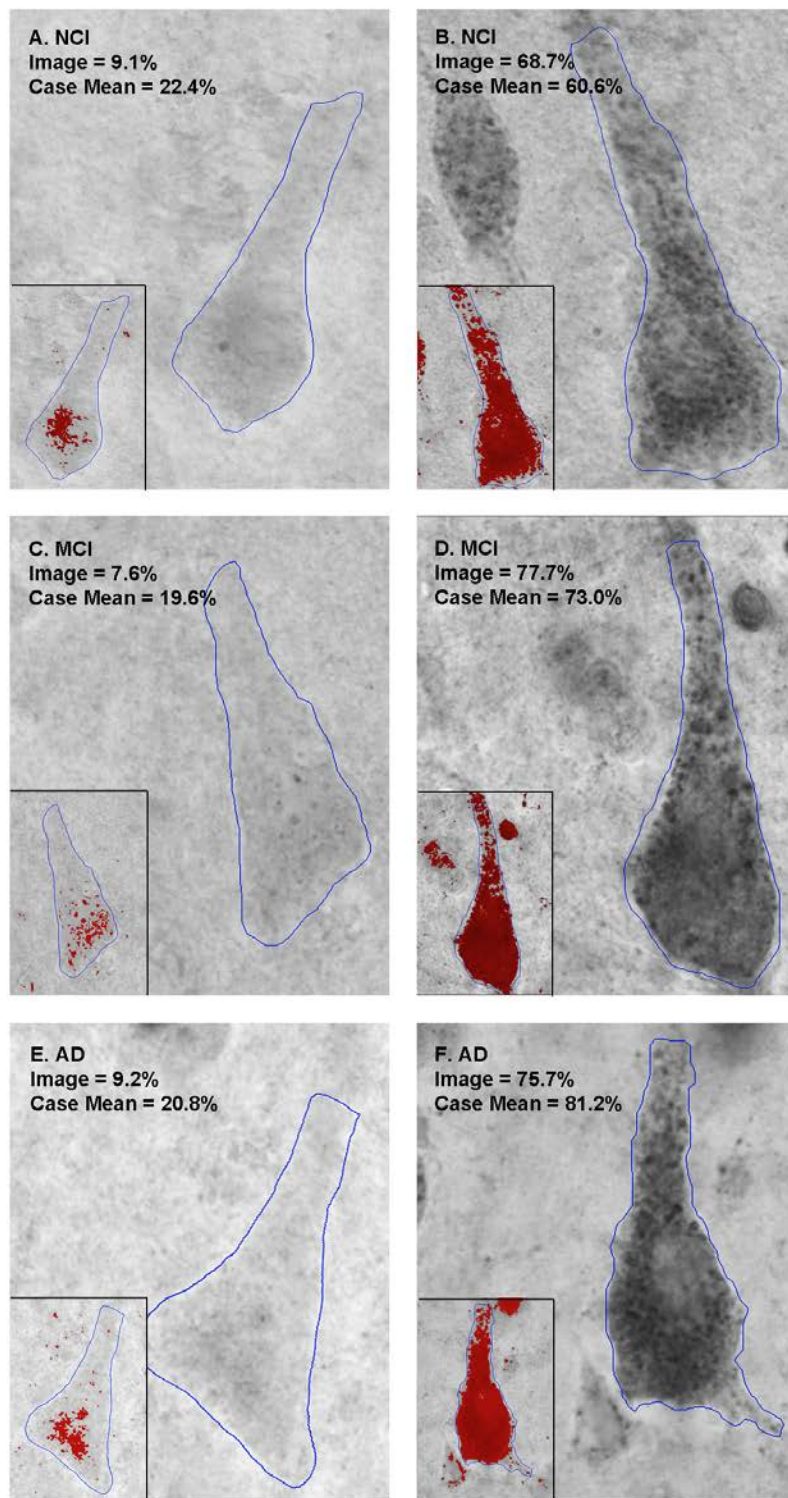 A. NCI
Image = 9.1%
Case Mean = 22.4%
B. NCI
Image = 68.7%
Case Mean = 60.6%
C. MCI
Image = 7.6%
Case Mean = 19.6%
D. MCI
Image = 77.7%
Case Mean = 73.0%
E. AD
Image = 9.2%
Case Mean = 20.8%
F. AD
Image = 75.7%
Case Mean = 81.2%